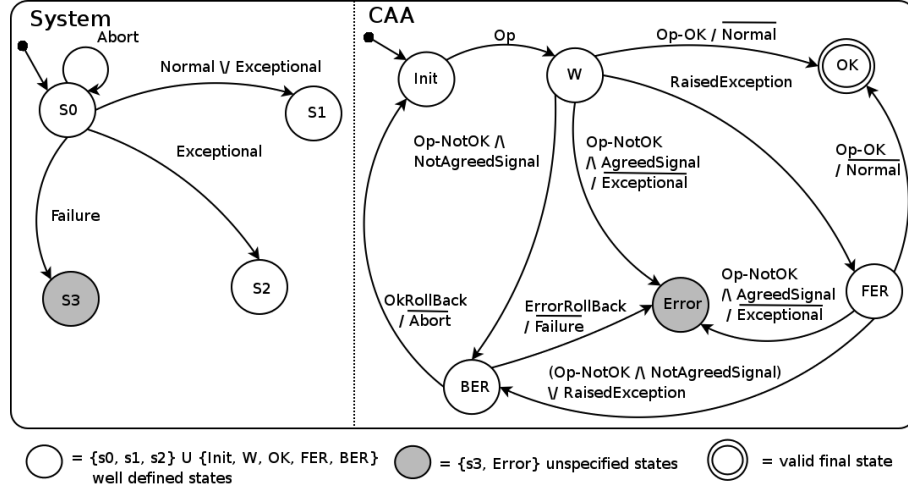 System
CAA
Abort
Normal \/ Exceptional
S0
S1
Exceptional
Failure
S3
S2
Init
Op
W
Op-OK / Normal
OK
RaisedException
Op-NotOK /\
NotAgreedSignal
Op-NotOK
/\ AgreedSignal
/ Exceptional
Op-OK
/ Normal
OkRollBack
/ Abort
ErrorRollBack
/ Failure
Error
Op-NotOK
/\ AgreedSignal
/ Exceptional
FER
BER
(Op-NotOK /\ NotAgreedSignal)
\/ RaisedException
= {s0, s1, s2} U {Init, W, OK, FER, BER}
well defined states
= {s3, Error} unspecified states
= valid final state